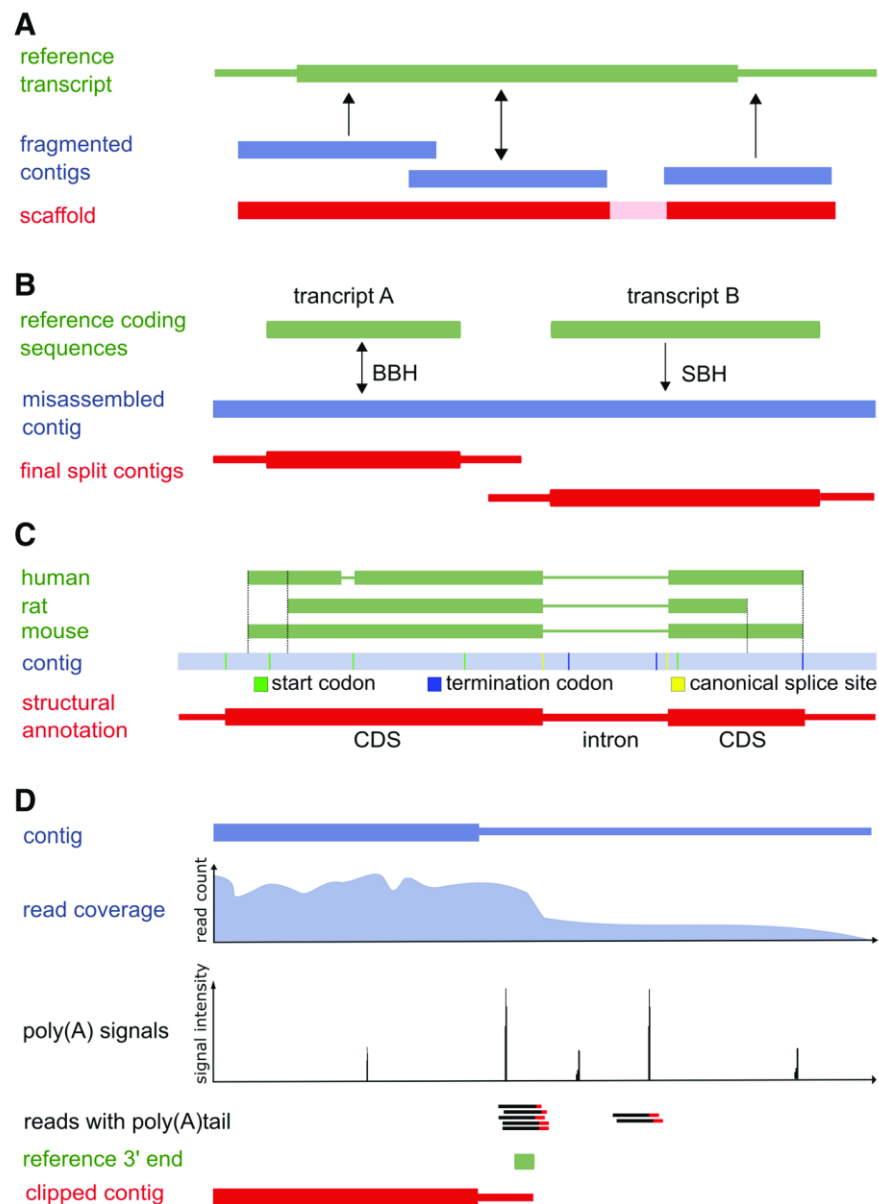 A
reference
transcript
fragmented
contigs
scaffold
B
trancript A
transcript B
reference coding
sequences
BBH
SBH
misassembled
contig
final split contigs
C
human
rat
mouse
contig
start codon
termination codon
canonical splice site
structural
annotation
CDS
intron
CDS
D
contig
read coverage
read count
poly(A) signals
signal intensity
reads with poly(A)tail
reference 3' end
clipped contig